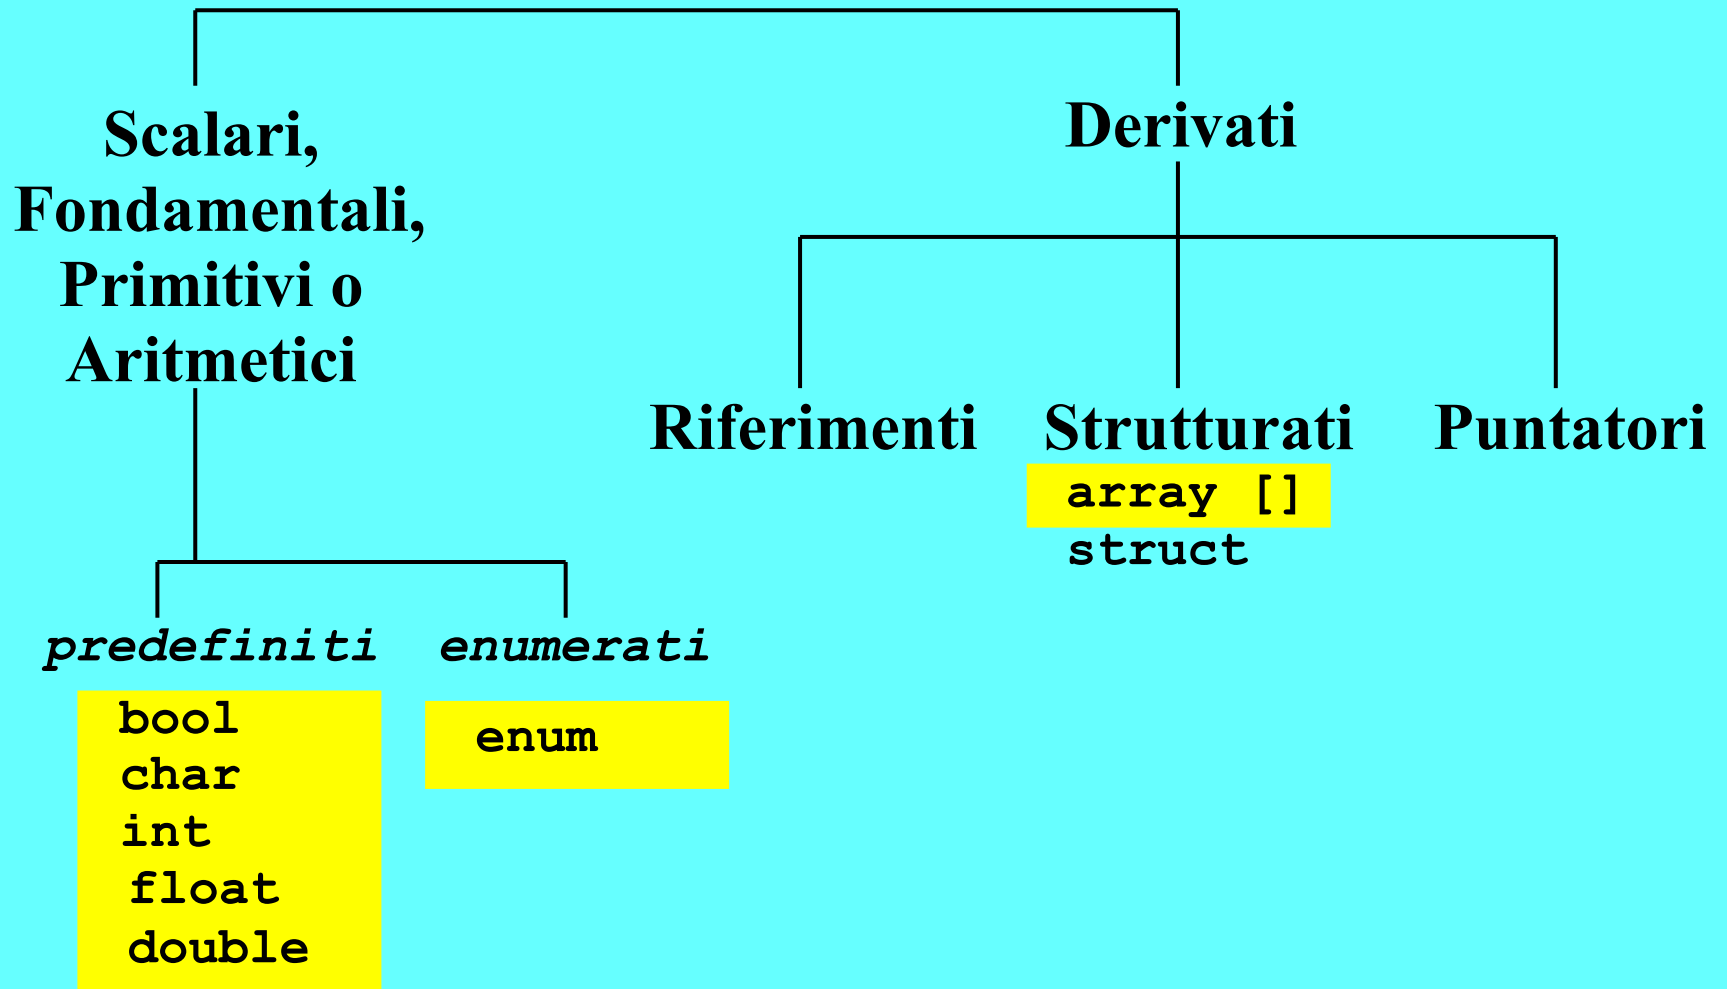 Scalari,
Fondamentali,
Primitivi o
Aritmetici
Derivati
Riferimenti
Strutturati
array []
struct
Puntatori
predefiniti
bool
char
int
float
double
enumerati
enum